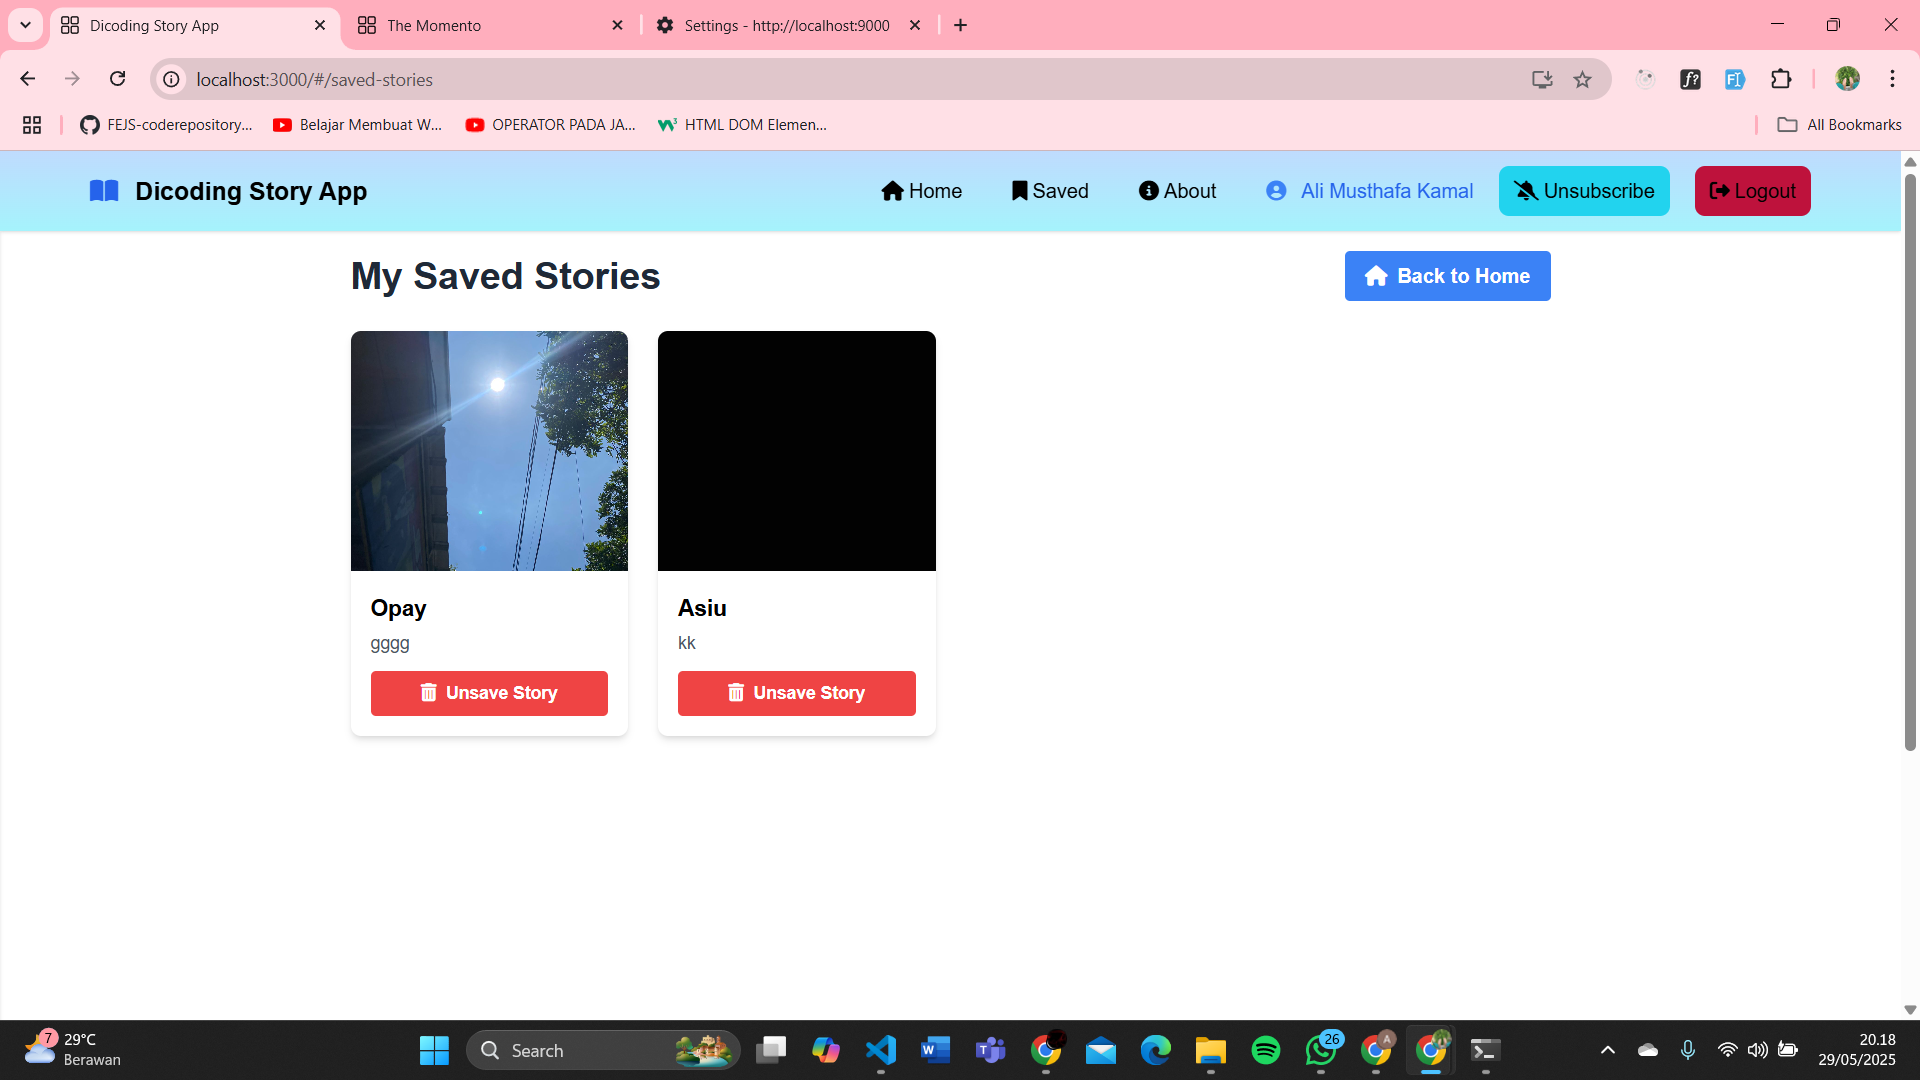 Dicoding Story App
The Momento
Settings - http://localhost:9000
localhost:3000/#/saved-stories
FEJS-coderepository...
Belajar Membuat W...
OPERATOR PADA JA...
HTML DOM Elemen...
All Bookmarks
Dicoding Story App
Home
Saved
About
Ali Musthafa Kamal
Unsubscribe
Logout
My Saved Stories
Back to Home
Opay
gggg
Unsave Story
Asiu
kk
Unsave Story
7
29°C
Berawan
Search
26
A
20.18
29/05/2025